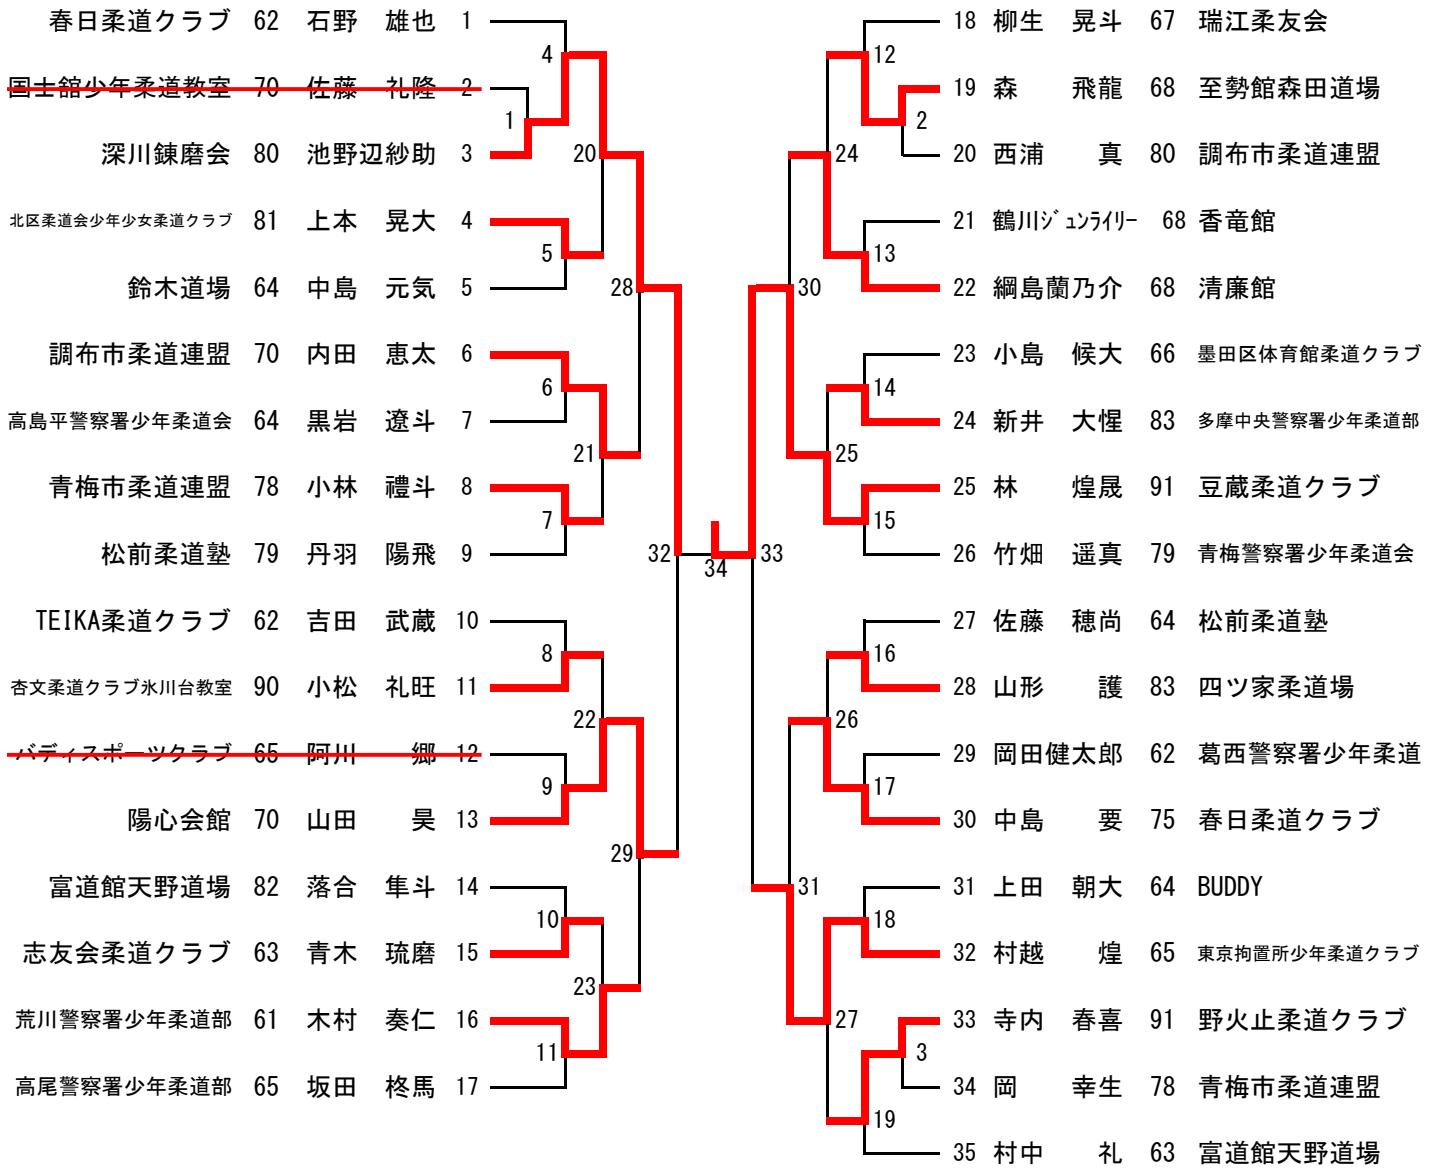 春日柔道クラブ 62 石野 雄也 1
国士舘少年柔道教室 70 佐藤 礼隆 2
深川錬磨会 80 池野辺紗助 3
北区柔道会少年少女柔道クラブ 81 上本 晃大 4
鈴木道場 64 中島 元気 5
調布市柔道連盟 70 内田 恵太 6
高島平警察署少年柔道会 64 黒岩 遼斗 7
青梅市柔道連盟 78 小林 禮斗 8
松前柔道塾 79 丹羽 陽飛 9
TEIKA柔道クラブ 62 吉田 武蔵 10
杏文柔道クラブ氷川台教室 90 小松 礼旺 11
バディスポーツクラブ 65 阿川 郷 12
陽心会館 70 山田 昊 13
富道館天野道場 82 落合 隼斗 14
志友会柔道クラブ 63 青木 琉磨 15
荒川警察署少年柔道部 61 木村 奏仁 16
高尾警察署少年柔道部 65 坂田 柊馬 17
4
1
20
5
28
6
21
7
32
8
22
9
29
10
23
11
34
12
2
24
13
30
14
25
15
33
16
26
17
31
18
27
3
19
18 柳生 晃斗 67 瑞江柔友会
19 森 飛龍 68 至勢館森田道場
20 西浦 真 80 調布市柔道連盟
21 鶴川ジュンライリー 68 香竜館
22 綱島蘭乃介 68 清廉館
23 小島 候大 66 墨田区体育館柔道クラブ
24 新井 大惺 83 多摩中央警察署少年柔道部
25 林 煌晟 91 豆蔵柔道クラブ
26 竹畑 遥真 79 青梅警察署少年柔道会
27 佐藤 穂尚 64 松前柔道塾
28 山形 護 83 四ツ家柔道場
29 岡田健太郎 62 葛西警察署少年柔道
30 中島 要 75 春日柔道クラブ
31 上田 朝大 64 BUDDY
32 村越 煌 65 東京拘置所少年柔道クラブ
33 寺内 春喜 91 野火止柔道クラブ
34 岡 幸生 78 青梅市柔道連盟
35 村中 礼 63 富道館天野道場